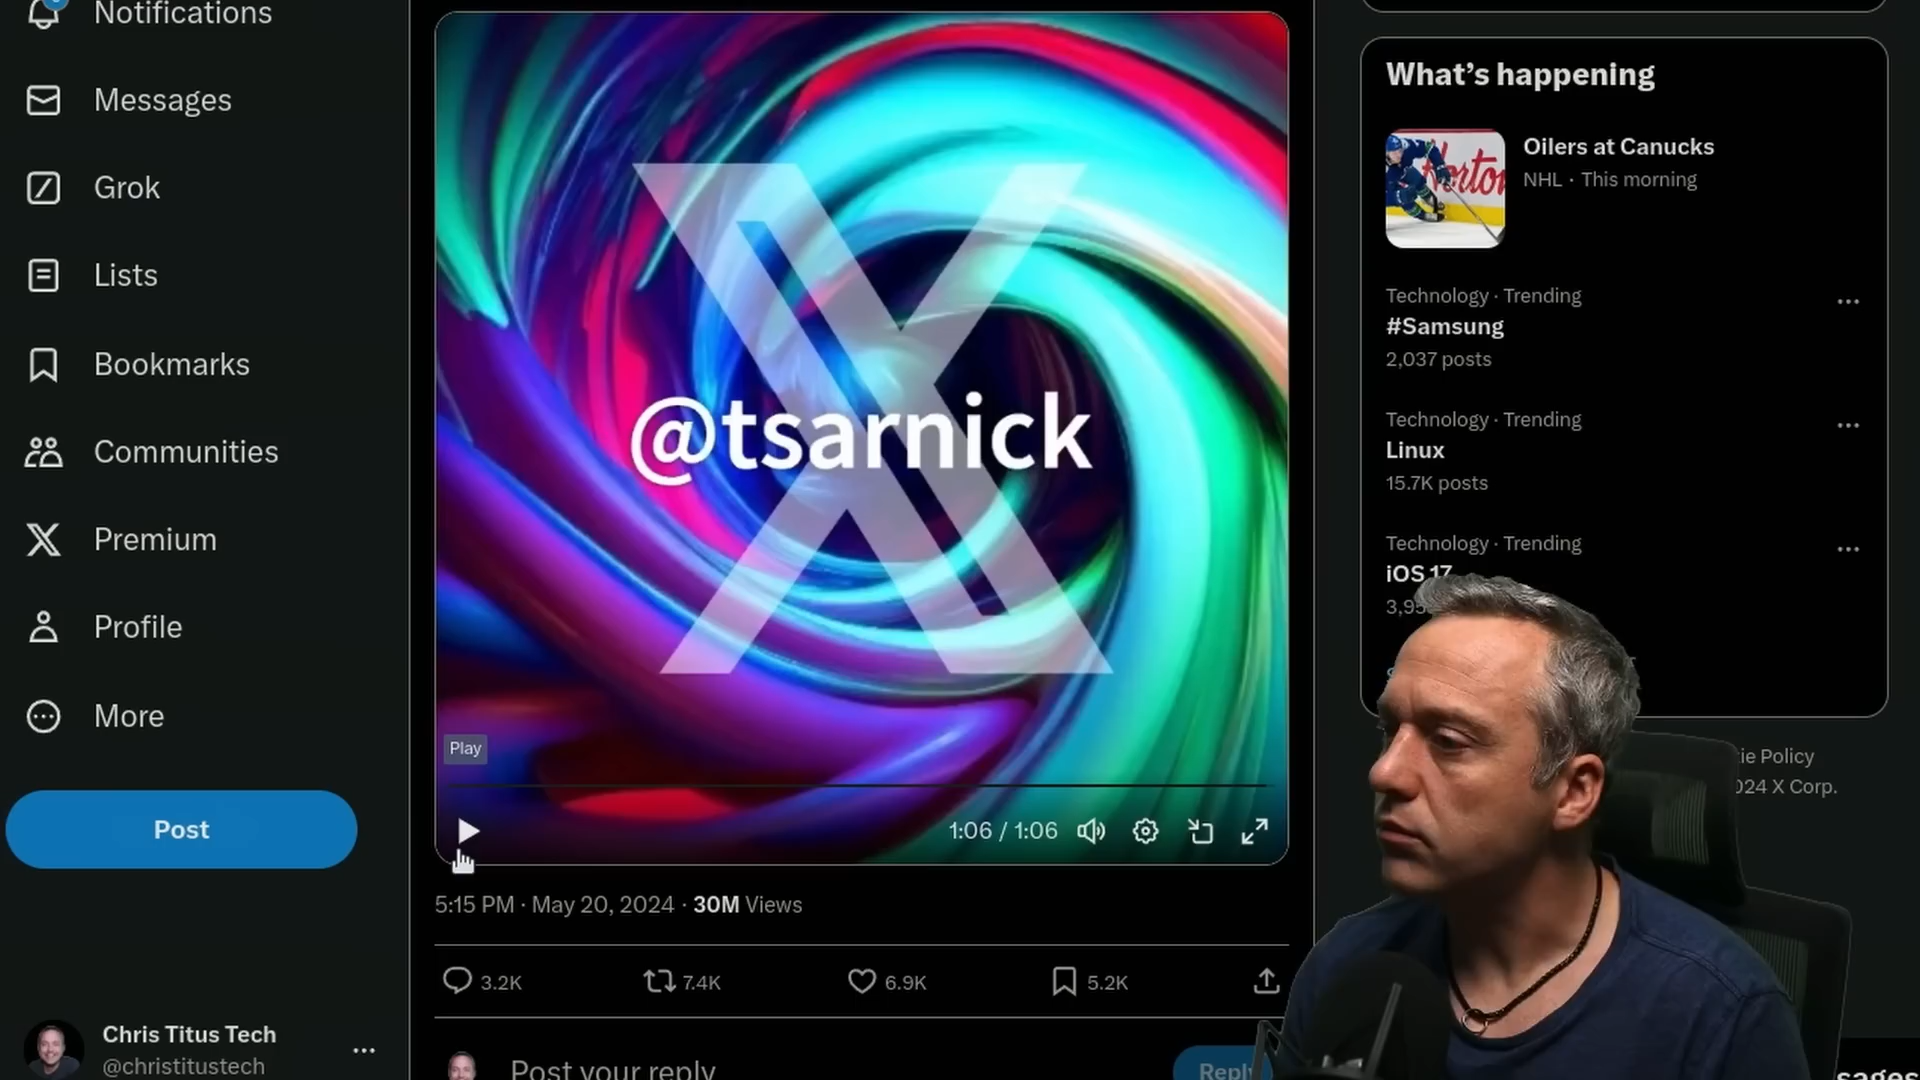 Notifications
Messages
Grok
Lists
Bookmarks
Communities
Premium
Profile
More
Post
Chris Titus Tech
@christitustech
@tsarnick
Play
1:06 / 1:06
5:15 PM · May 20, 2024 · 30M Views
3.2K
7.4K
6.9K
5.2K
Post your reply
Reply
What’s happening
Oilers at Canucks
NHL · This morning
Technology · Trending
#Samsung
2,037 posts
Technology · Trending
Linux
15.7K posts
Technology · Trending
iOS 17
Policy
X Corp.